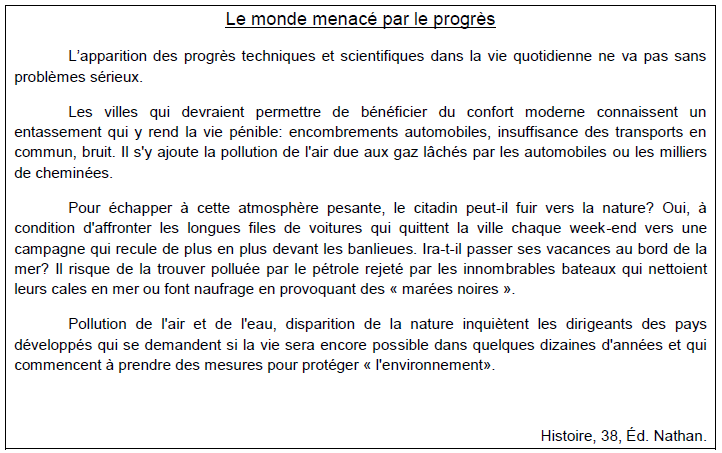 Le monde menacé par le progrès
L'apparition des progrès techniques et scientifiques dans la vie quotidienne ne va pas sans
problèmes sérieux.
Les villes qui devraient permettre de bénéficier du confort moderne connaissent un
entassement qui y rend la vie pénible: encombrements automobiles, insuffisance des transports en
commun, bruit. Il s'y ajoute la pollution de l'air due aux gaz lâchés par les automobiles ou les milliers
de cheminées.
Pour échapper à cette atmosphère pesante, le citadin peut-il fuir vers la nature? Oui, à
condition d'affronter les longues files de voitures qui quittent la ville chaque week-end vers une
campagne qui recule de plus en plus devant les banlieues. Ira-t-il passer ses vacances au bord de la
mer? Il risque de la trouver polluée par le pétrole rejeté par les innombrables bateaux qui nettoient
leurs cales en mer ou font naufrage en provoquant des « marées noires ».
Pollution de l'air et de l'eau, disparition de la nature inquiètent les dirigeants des pays
développés qui se demandent si la vie sera encore possible dans quelques dizaines d'années et qui
commencent à prendre des mesures pour protéger « l'environnement».
Histoire, 38, Éd. Nathan.